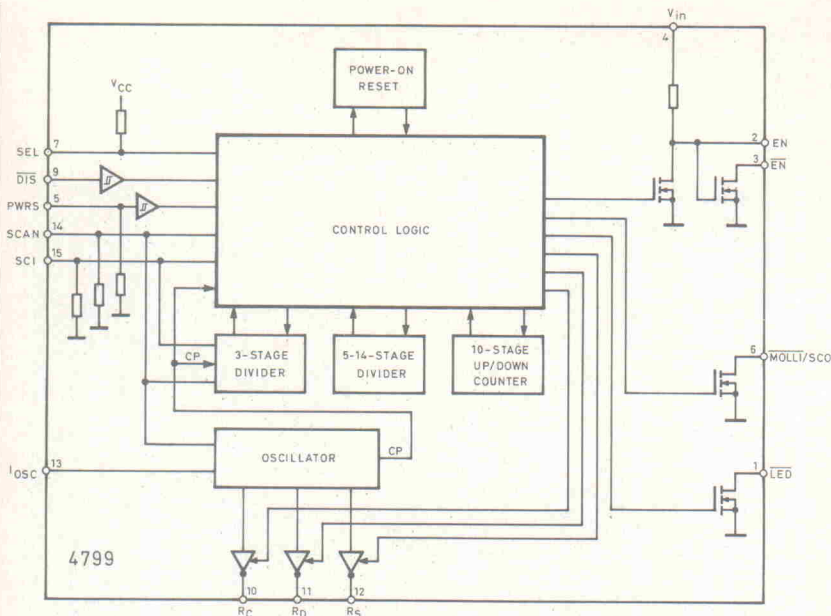 Vin
4
POWER-ON
RESET
VCC
SEL
7
2
EN
3
EN
DIS
9
PWRS
5
SCAN
14
CONTROL LOGIC
SCI
15
CP
3-STAGE
DIVIDER
5-14-STAGE
DIVIDER
10-STAGE
UP/DOWN
COUNTER
6
MOLLI/SCO
OSCILLATOR
CP
IOSC
13
1
LED
4799
10
11
12
RC
RD
RS